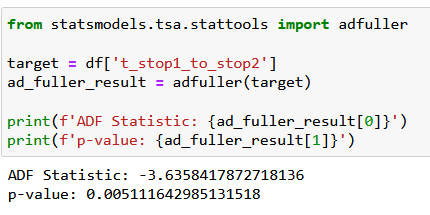 from statsmodels.tsa.stattools import adfuller
target = df['t_stop1_to_stop2']
ad_fuller_result = adfuller(target)
print(f'ADF Statistic: {ad_fuller_result[0]}')
print(f'p-value: {ad_fuller_result[1]}')
ADF Statistic: -3.6358417872718136
p-value: 0.005111642985131518